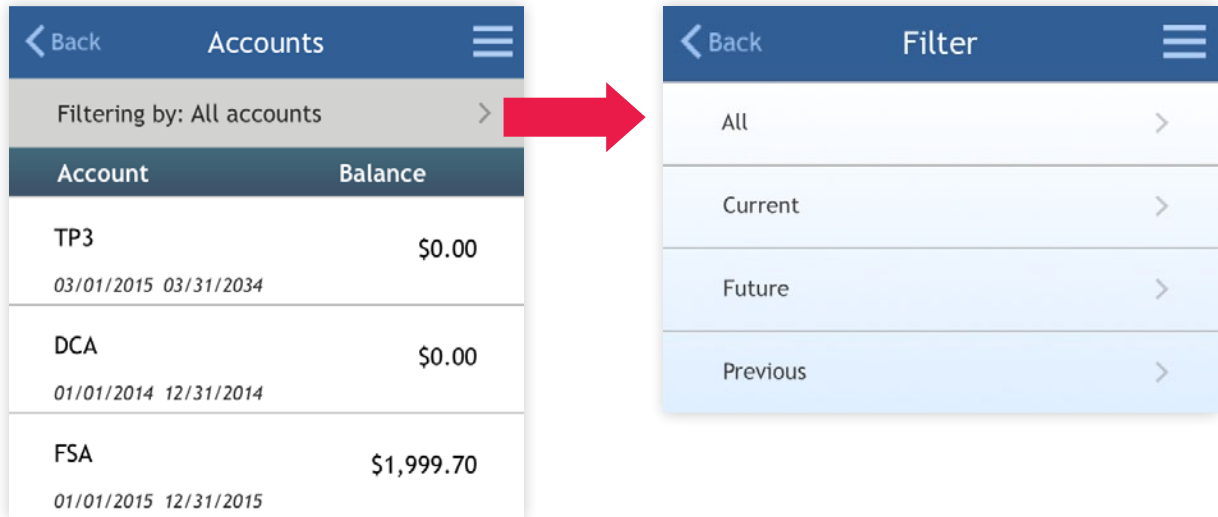 Back Accounts
Filtering by: All accounts
Account Balance
TP3 $0.00
03/01/2015 03/31/2034
DCA $0.00
01/01/2014 12/31/2014
FSA $1,999.70
01/01/2015 12/31/2015
Back Filter
All
Current
Future
Previous